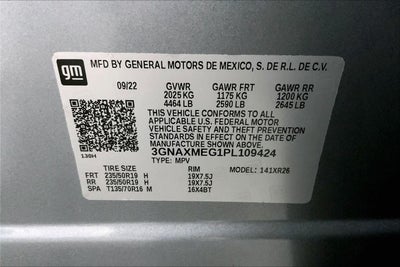 gm
MFD BY GENERAL MOTORS DE MEXICO, S. DE R.L. DE C.V.
09/22 GVWR GAWR FRT GAWR RR
2025 KG 1175 KG 1200 KG
4464 LB 2590 LB 2645 LB
THIS VEHICLE CONFORMS TO ALL APPLICABLE
U.S. FEDERAL MOTOR
VEHICLE SAFETY, BUMPER, AND THEFT
PREVENTION STANDARDS IN EFFECT ON THE
DATE OF MANUFACTURE SHOWN ABOVE.
3GNAXMEG1PL109424
TYPE: MPV MODEL: 141XR26
TIRE SIZE RIM
FRT 235/50R19 H 19X7.5J
RR 235/50R19 H 19X7.5J
SPA T135/70R16 M 16X4BT